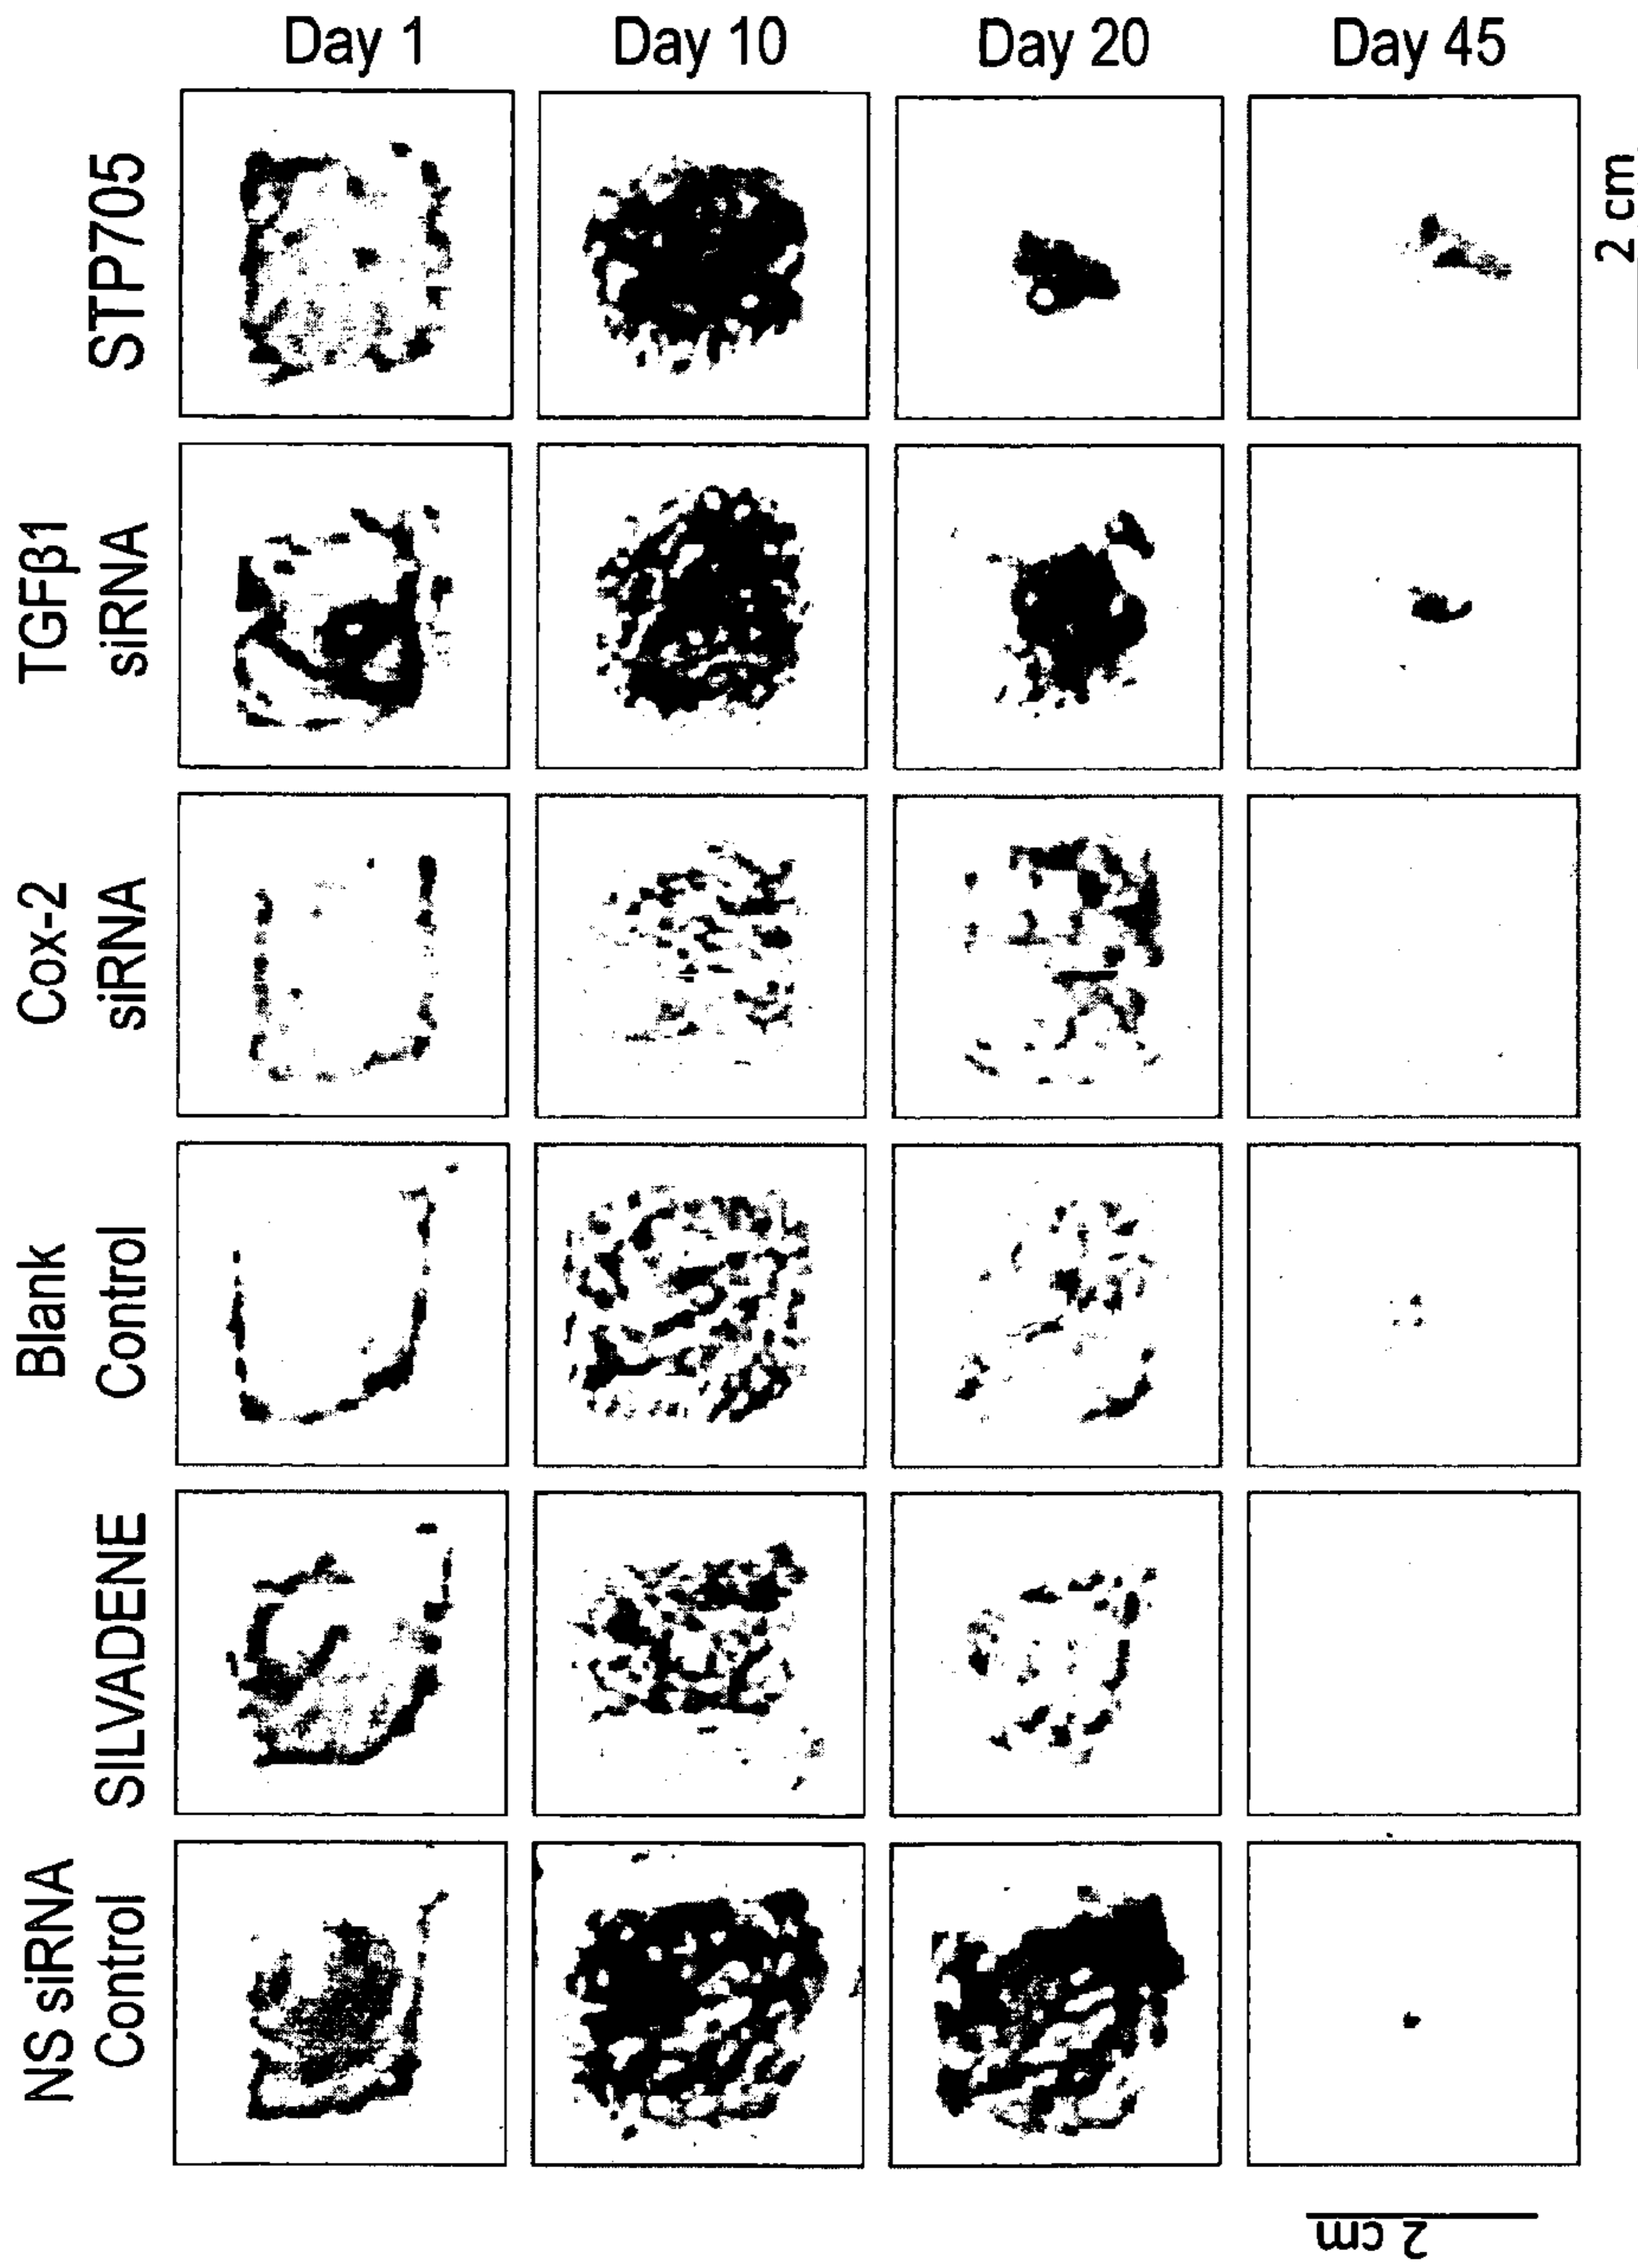 Day 1
Day 10
Day 20
Day 45
STP705
TGFβ1
siRNA
Cox-2
siRNA
Blank
Control
SILVADENE
NS siRNA
Control
2 cm
2 cm